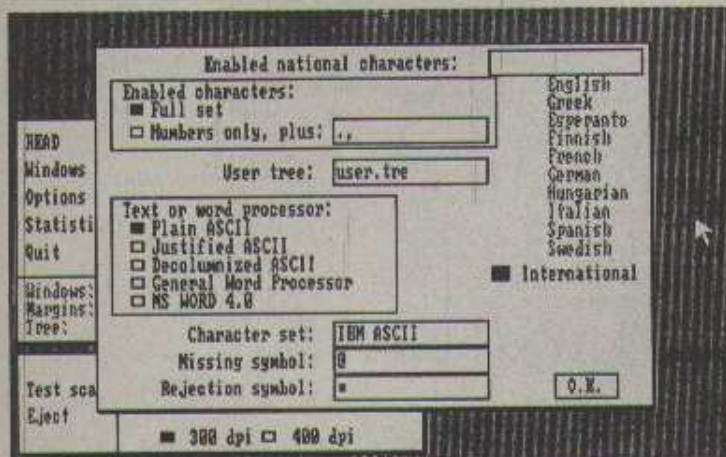 Enabled national characters:
English
Greek
Esperanto
Finnish
French
German
Hungarian
Italian
Spanish
Swedish
International
Enabled characters:
Full set
Numbers only, plus: .,
User tree: user.tre
Text or word processor:
Plain ASCII
Justified ASCII
Decolumnized ASCII
General Word Processor
MS WORD 4.0
Character set: IBM ASCII
Missing symbol: @
Rejection symbol: *
O.K.
READ
Windows
Options
Statisti
Quit
Windows:
Margins:
Tree:
Test sca
Eject
300 dpi 400 dpi